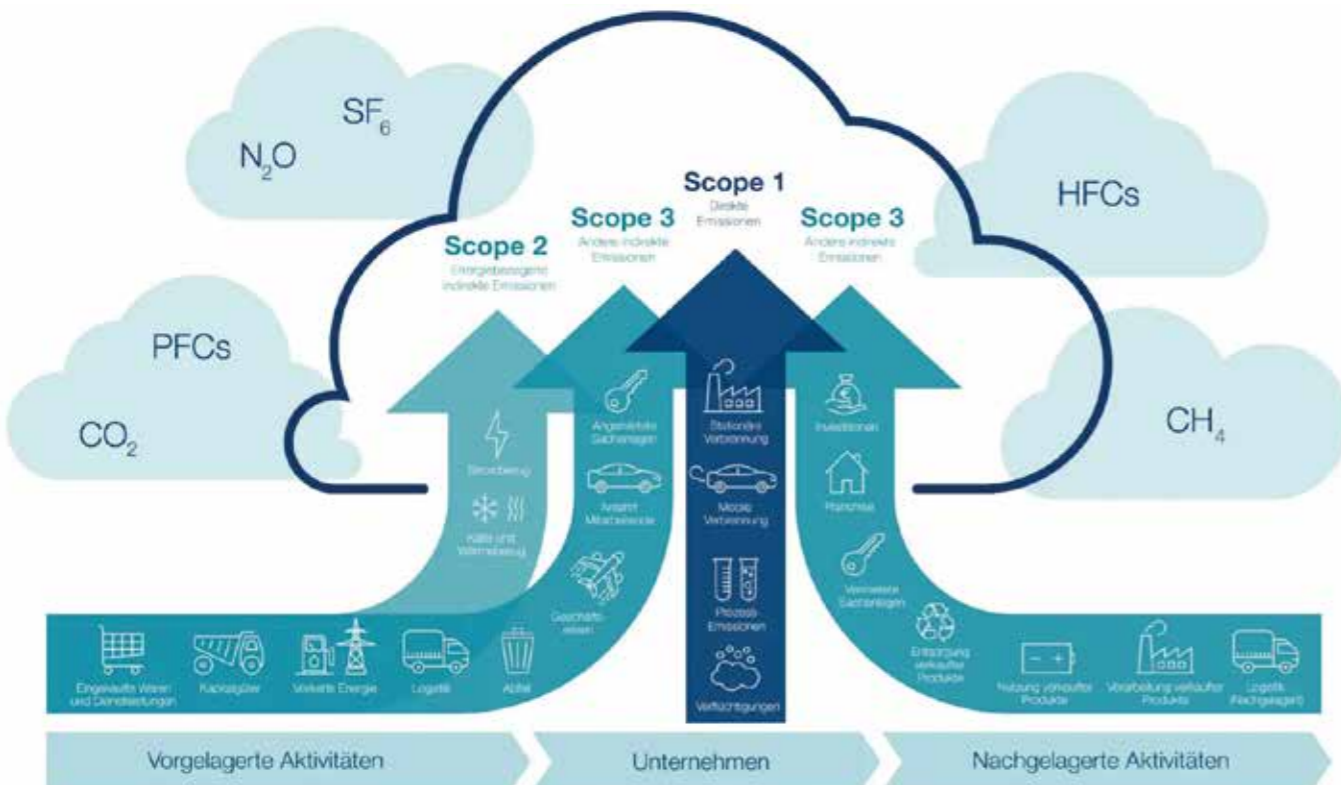 SF₆
N₂O
HFCs
PFCs
CO₂
CH₄
Scope 1
Direkte
Emissionen
Scope 3
Andere indirekte
Emissionen
Scope 3
Andere indirekte
Emissionen
Scope 2
Energiebezogene
indirekte Emissionen
Strombezug
Kälte und
Wärmebezug
Angemietete
Sachanlagen
Anfahrt
Mitarbeitende
Geschäfts-
reisen
Stationäre
Verbrennung
Mobile
Verbrennung
Prozess-
Emissionen
Verflüchtigungen
Investitionen
Franchise
Vermietete
Sachanlagen
Entsorgung
verkaufter
Produkte
Eingekaufte Waren
und Dienstleistungen
Kapitalgüter
Vorkette Energie
Logistik
Abfall
Nutzung verkaufter
Produkte
Verarbeitung verkaufter
Produkte
Logistik
(Nachgelagert)
Vorgelagerte Aktivitäten
Unternehmen
Nachgelagerte Aktivitäten